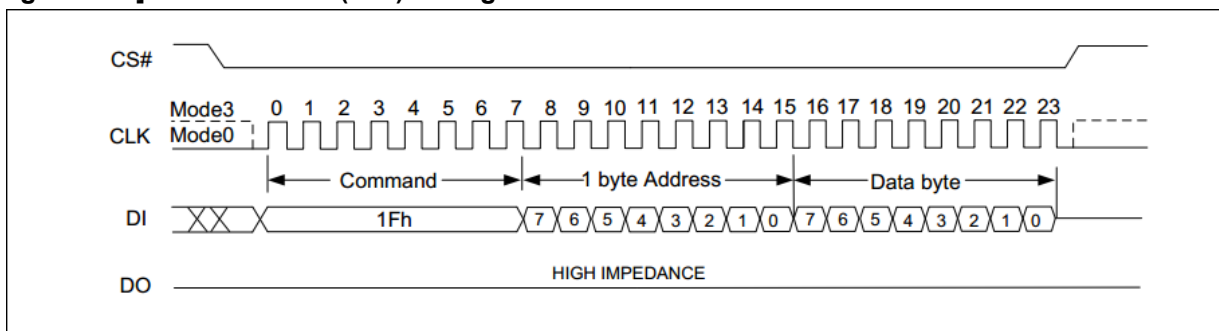 CS#
Mode3 0 1 2 3 4 5 6 7 8 9 10 11 12 13 14 15 16 17 18 19 20 21 22 23
CLK Mode0
Command 1 byte Address Data byte
DI 1Fh 7 6 5 4 3 2 1 0 7 6 5 4 3 2 1 0
HIGH IMPEDANCE
DO